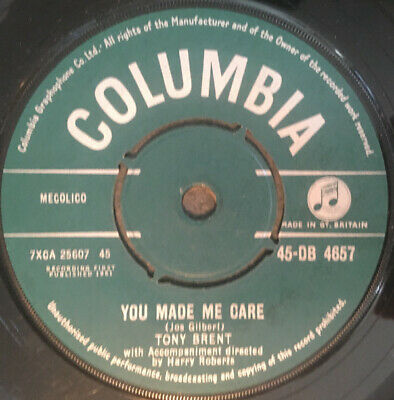 Columbia Graphophone Co. Ltd. All rights of the Manufacturer and of the Owner of the recorded work reserved.
COLUMBIA
MECOLICO
MADE IN GT. BRITAIN
7XCA 25607 45
RECORDING FIRST
PUBLISHED 1961
45-DB 4657
YOU MADE ME CARE
(Jos Gilbert)
TONY BRENT
with Accompaniment directed
by Harry Roberts
Unauthorised public performance, broadcasting and copying of this record prohibited.